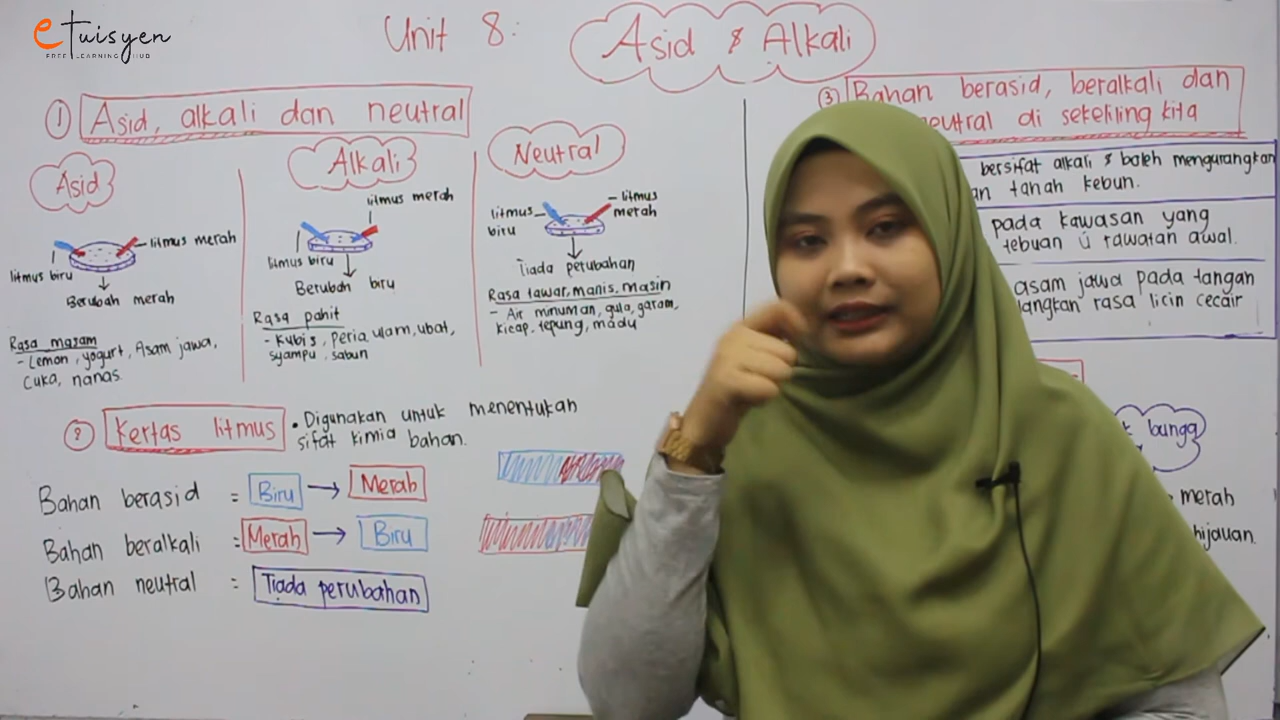 eTuisyen
FREE LEARNING HUB
Unit 8:
Asid & Alkali
① Asid, alkali dan neutral
Asid
litmus merah
litmus biru
Berubah merah
Rasa masam
- Lemon, yogurt, Asam jawa,
cuka, nanas.
Alkali
litmus merah
litmus biru
Berubah biru
Rasa pahit
- Kubis, Peria ulam, ubat,
syampu, sabun
Neutral
litmus
biru
litmus
merah
Tiada perubahan
Rasa tawar, manis, masin
- Air minuman, gula, garam,
kicap, tepung, madu
② Kertas litmus
• Digunakan untuk menentukan
sifat kimia bahan.
Bahan berasid = Biru → Merah
Bahan beralkali = Merah → Biru
Bahan neutral = Tiada perubahan
③ Bahan berasid, beralkali dan
neutral di sekeliling kita
bersifat alkali & boleh mengurangkan
tanah kebun.
pada kawasan yang
tebuan ú rawatan awal.
asam jawa pada tangan
rasa licin cecair
bunga
merah
hijauan.